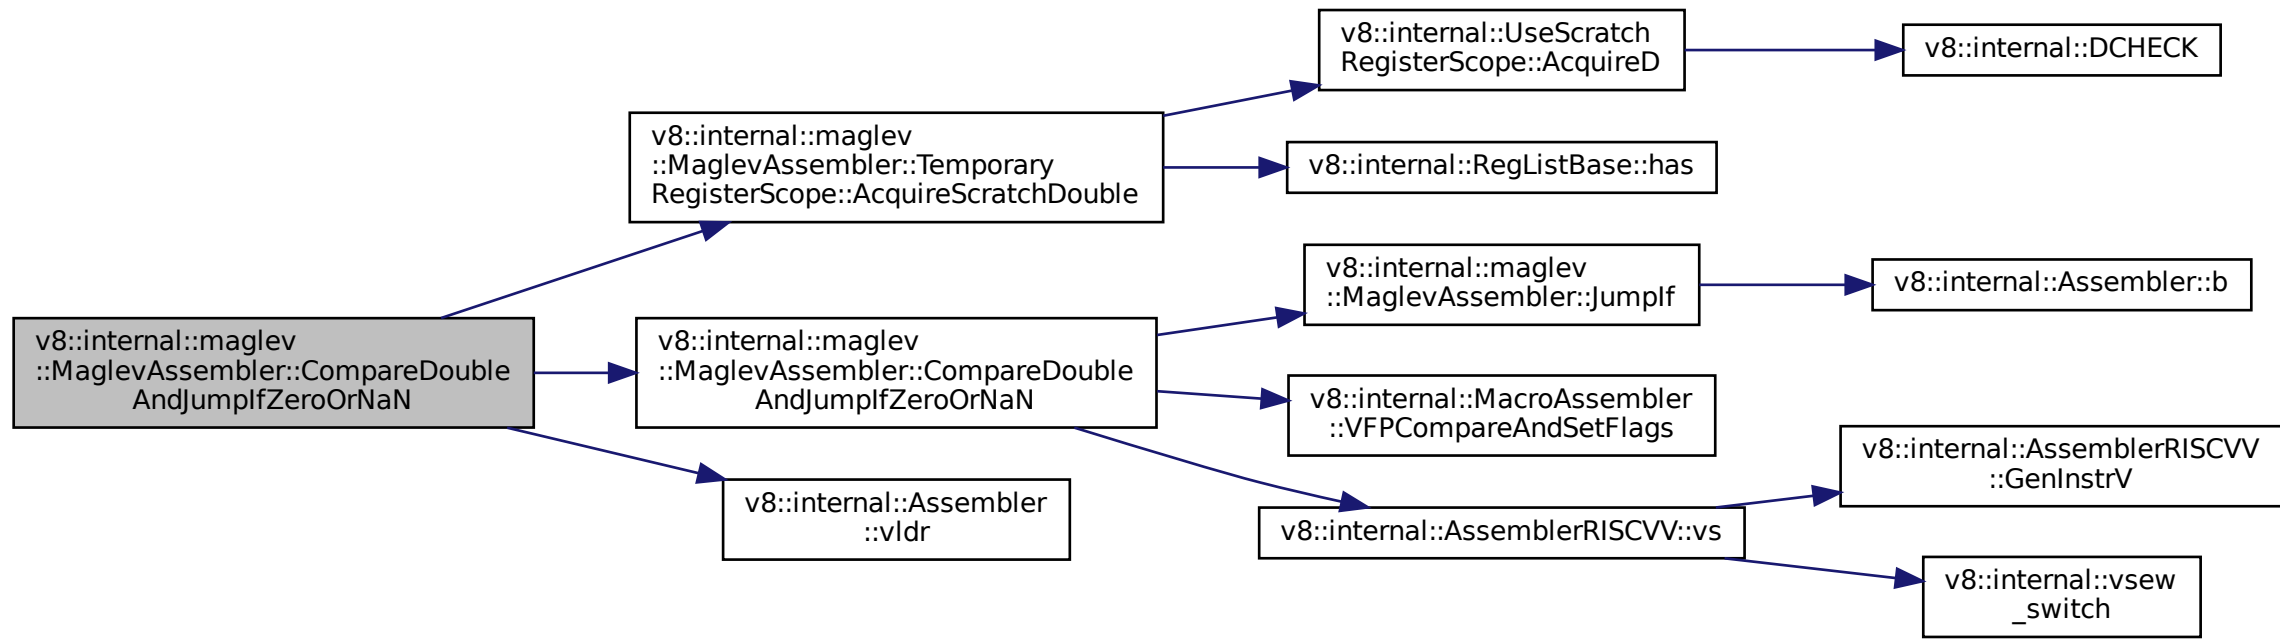 v8::internal::maglev
::MaglevAssembler::CompareDouble
AndJumpIfZeroOrNaN
v8::internal::maglev
::MaglevAssembler::Temporary
RegisterScope::AcquireScratchDouble
v8::internal::UseScratch
RegisterScope::AcquireD
v8::internal::DCHECK
v8::internal::RegListBase::has
v8::internal::maglev
::MaglevAssembler::CompareDouble
AndJumpIfZeroOrNaN
v8::internal::maglev
::MaglevAssembler::JumpIf
v8::internal::Assembler::b
v8::internal::MacroAssembler
::VFPCompareAndSetFlags
v8::internal::AssemblerRISCVV::vs
v8::internal::AssemblerRISCVV
::GenInstrV
v8::internal::vsew
_switch
v8::internal::Assembler
::vldr